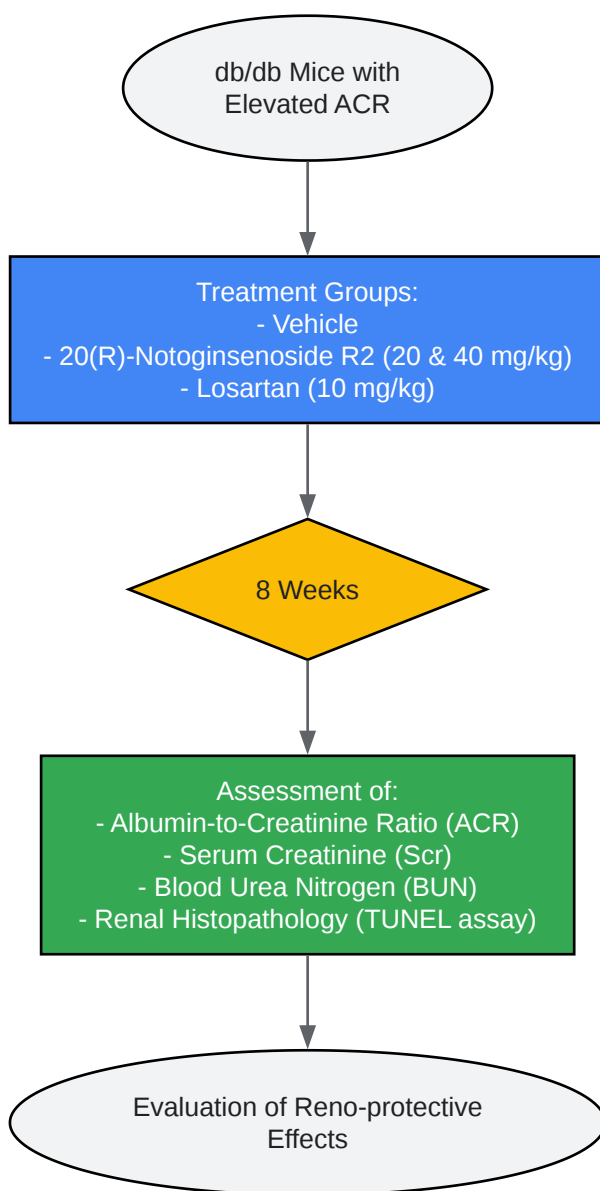 db/db Mice with
Elevated ACR
Treatment Groups:
- Vehicle
- 20(R)-Notoginsenoside R2 (20 & 40 mg/kg)
- Losartan (10 mg/kg)
8 Weeks
Assessment of:
- Albumin-to-Creatinine Ratio (ACR)
- Serum Creatinine (Scr)
- Blood Urea Nitrogen (BUN)
- Renal Histopathology (TUNEL assay)
Evaluation of Reno-protective
Effects